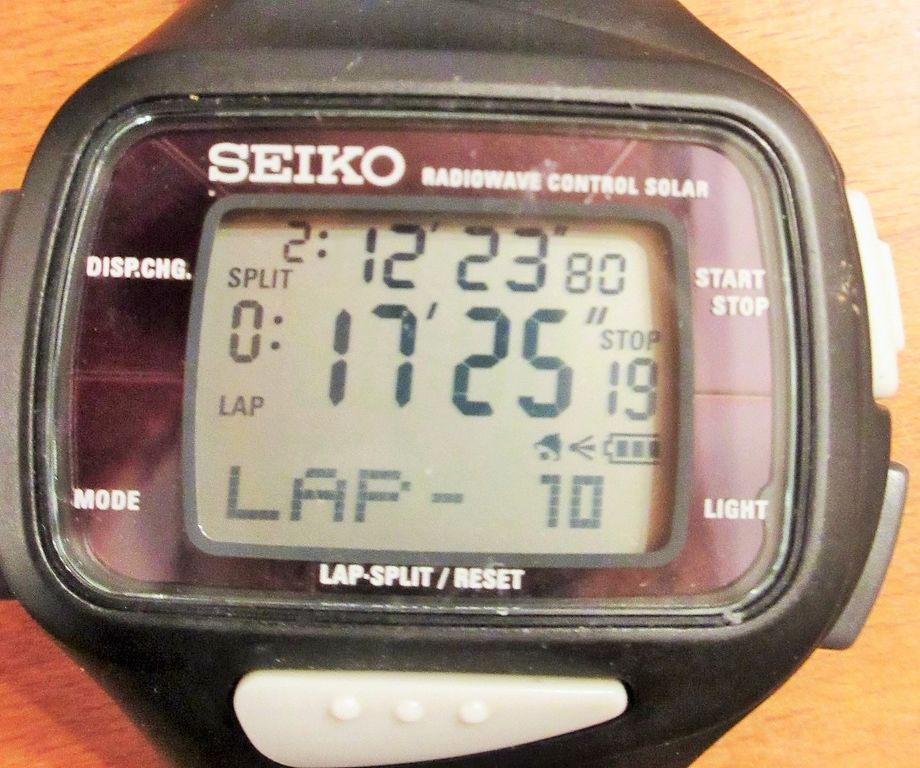 SEIKO RADIOWAVE CONTROL SOLAR
2: 12' 23" 80
DISP.CHG. SPLIT START
STOP
0: 17' 25" STOP 19
LAP
MODE LAP- 10 LIGHT
LAP-SPLIT / RESET